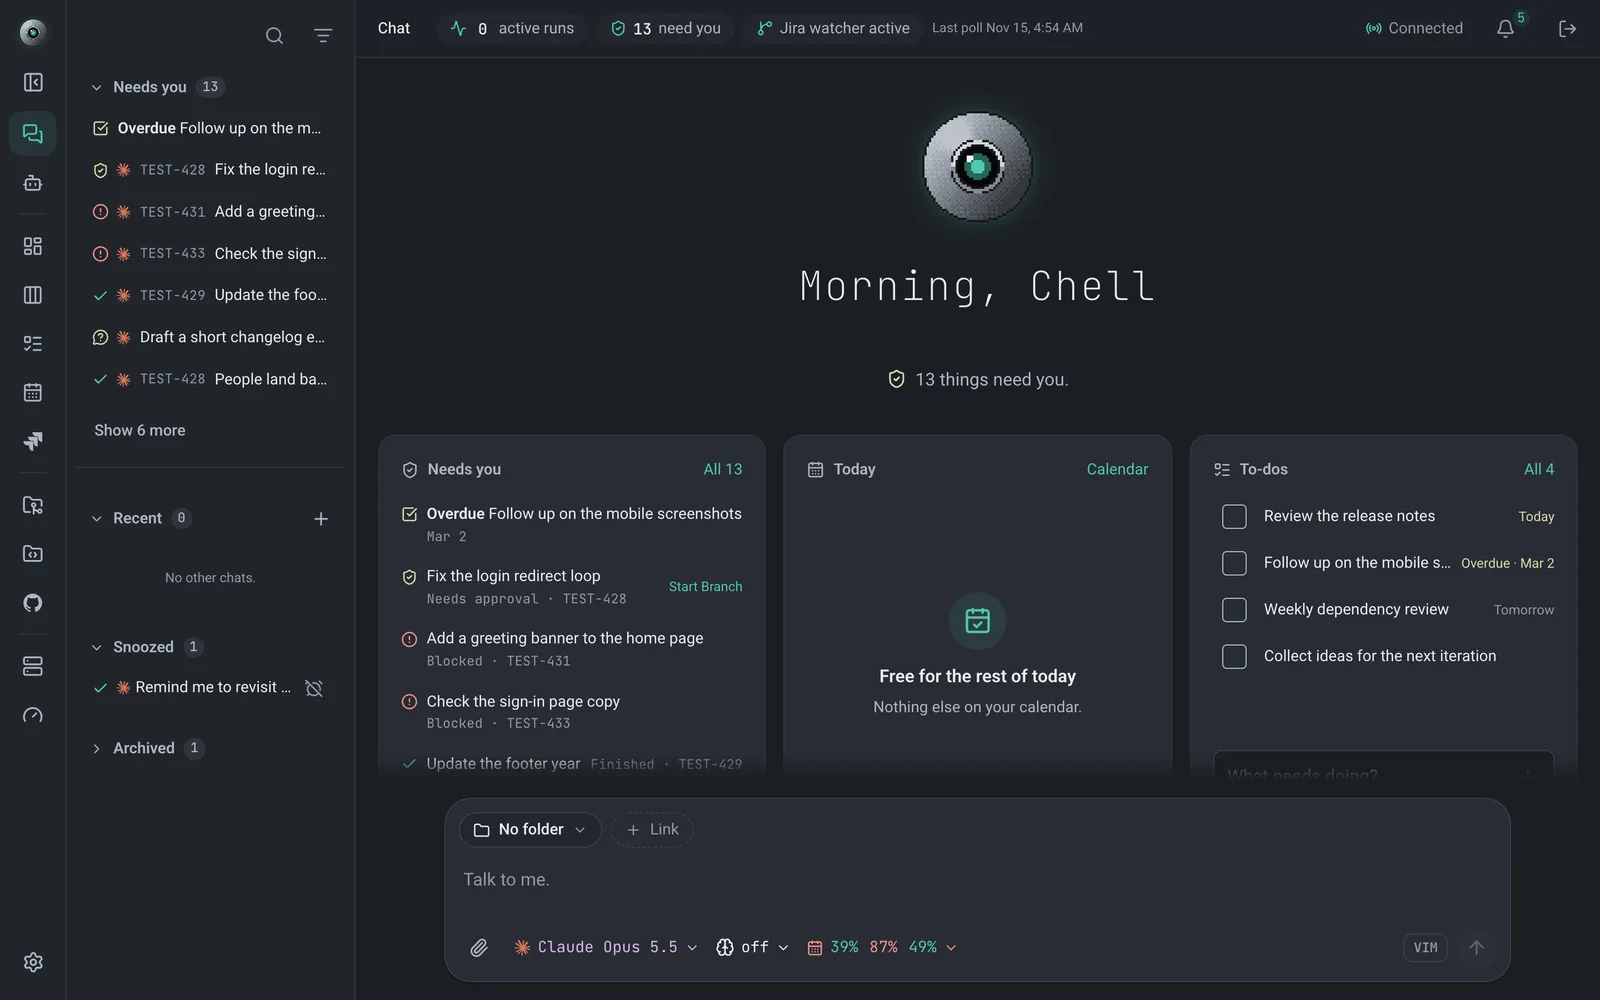 Chat
0 active runs
13 need you
Jira watcher active
Last poll Nov 15, 4:54 AM
Connected
5
Needs you 13
Overdue Follow up on the m…
TEST-428 Fix the login re…
TEST-431 Add a greeting…
TEST-433 Check the sign…
TEST-429 Update the foo…
Draft a short changelog e…
TEST-428 People land ba…
Show 6 more
Recent 0
No other chats.
Snoozed 1
Remind me to revisit …
Archived 1
Morning, Chell
13 things need you.
Needs you All 13
Overdue Follow up on the mobile screenshots
Mar 2
Fix the login redirect loop
Needs approval · TEST-428
Start Branch
Add a greeting banner to the home page
Blocked · TEST-431
Check the sign-in page copy
Blocked · TEST-433
Update the footer year Finished · TEST-429
Today Calendar
Free for the rest of today
Nothing else on your calendar.
To-dos All 4
Review the release notes Today
Follow up on the mobile s… Overdue · Mar 2
Weekly dependency review Tomorrow
Collect ideas for the next iteration
What needs doing?
No folder
Link
Talk to me.
Claude Opus 5.5
off
39% 87% 49%
VIM